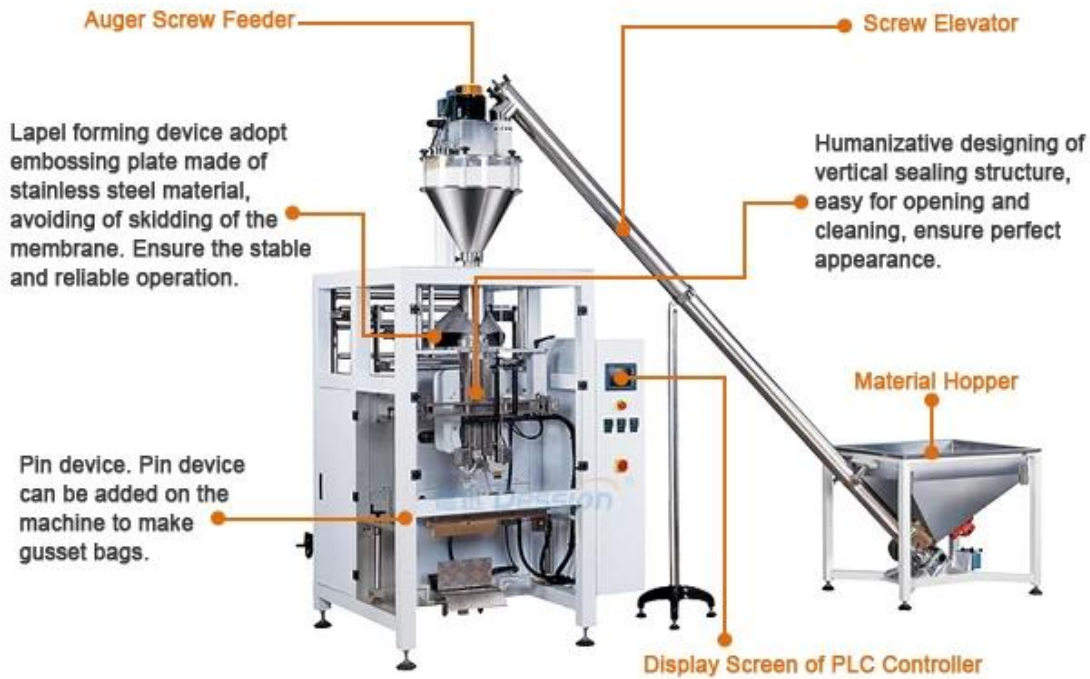 Auger Screw Feeder
Screw Elevator
Lapel forming device adopt
embossing plate made of
stainless steel material,
avoiding of skidding of the
membrane. Ensure the stable
and reliable operation.
Humanizative designing of
vertical sealing structure,
easy for opening and
cleaning, ensure perfect
appearance.
Material Hopper
Pin device. Pin device
can be added on the
machine to make
gusset bags.
Display Screen of PLC Controller